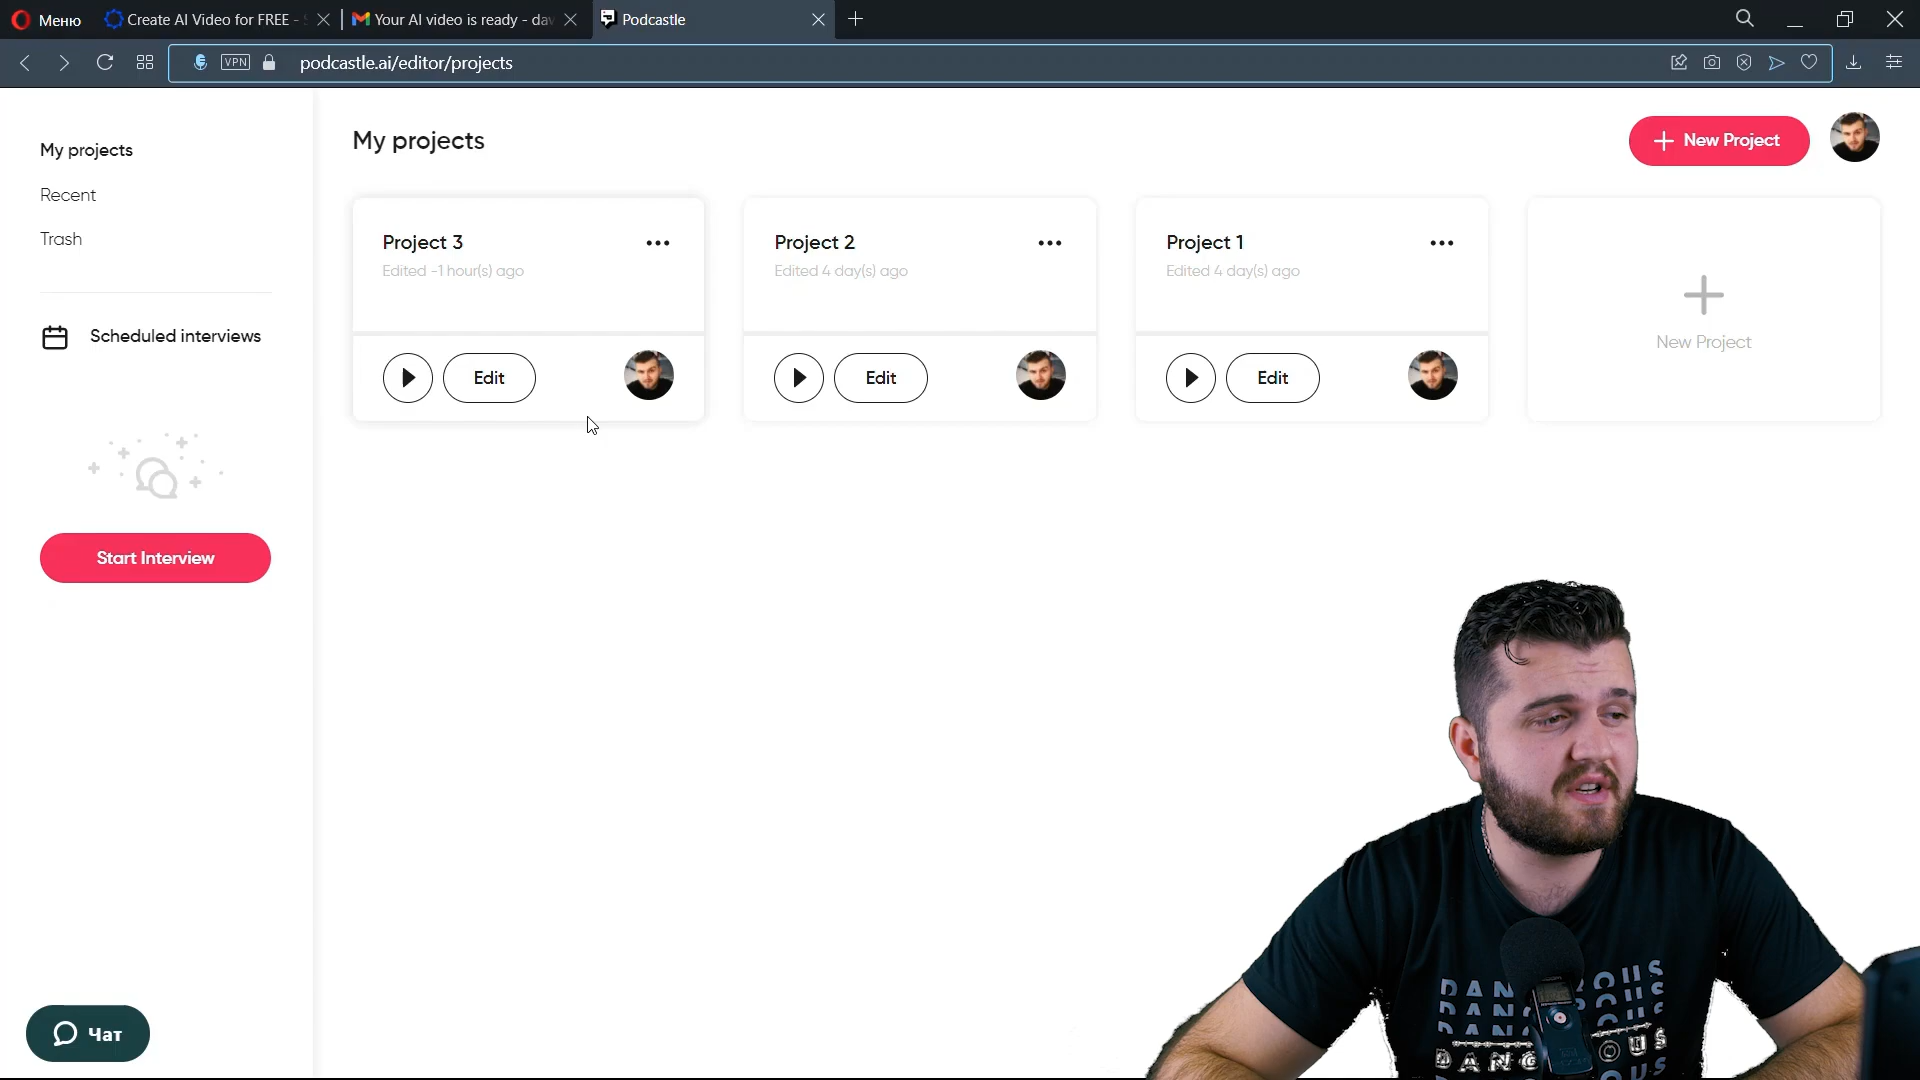 Меню
Create AI Video for FREE -
Your AI video is ready - dav
Podcastle
VPN
podcastle.ai/editor/projects
My projects
Recent
Trash
Scheduled interviews
Start Interview
Чат
My projects
New Project
Project 3
Edited -1 hour(s) ago
Edit
Project 2
Edited 4 day(s) ago
Edit
Project 1
Edited 4 day(s) ago
Edit
New Project